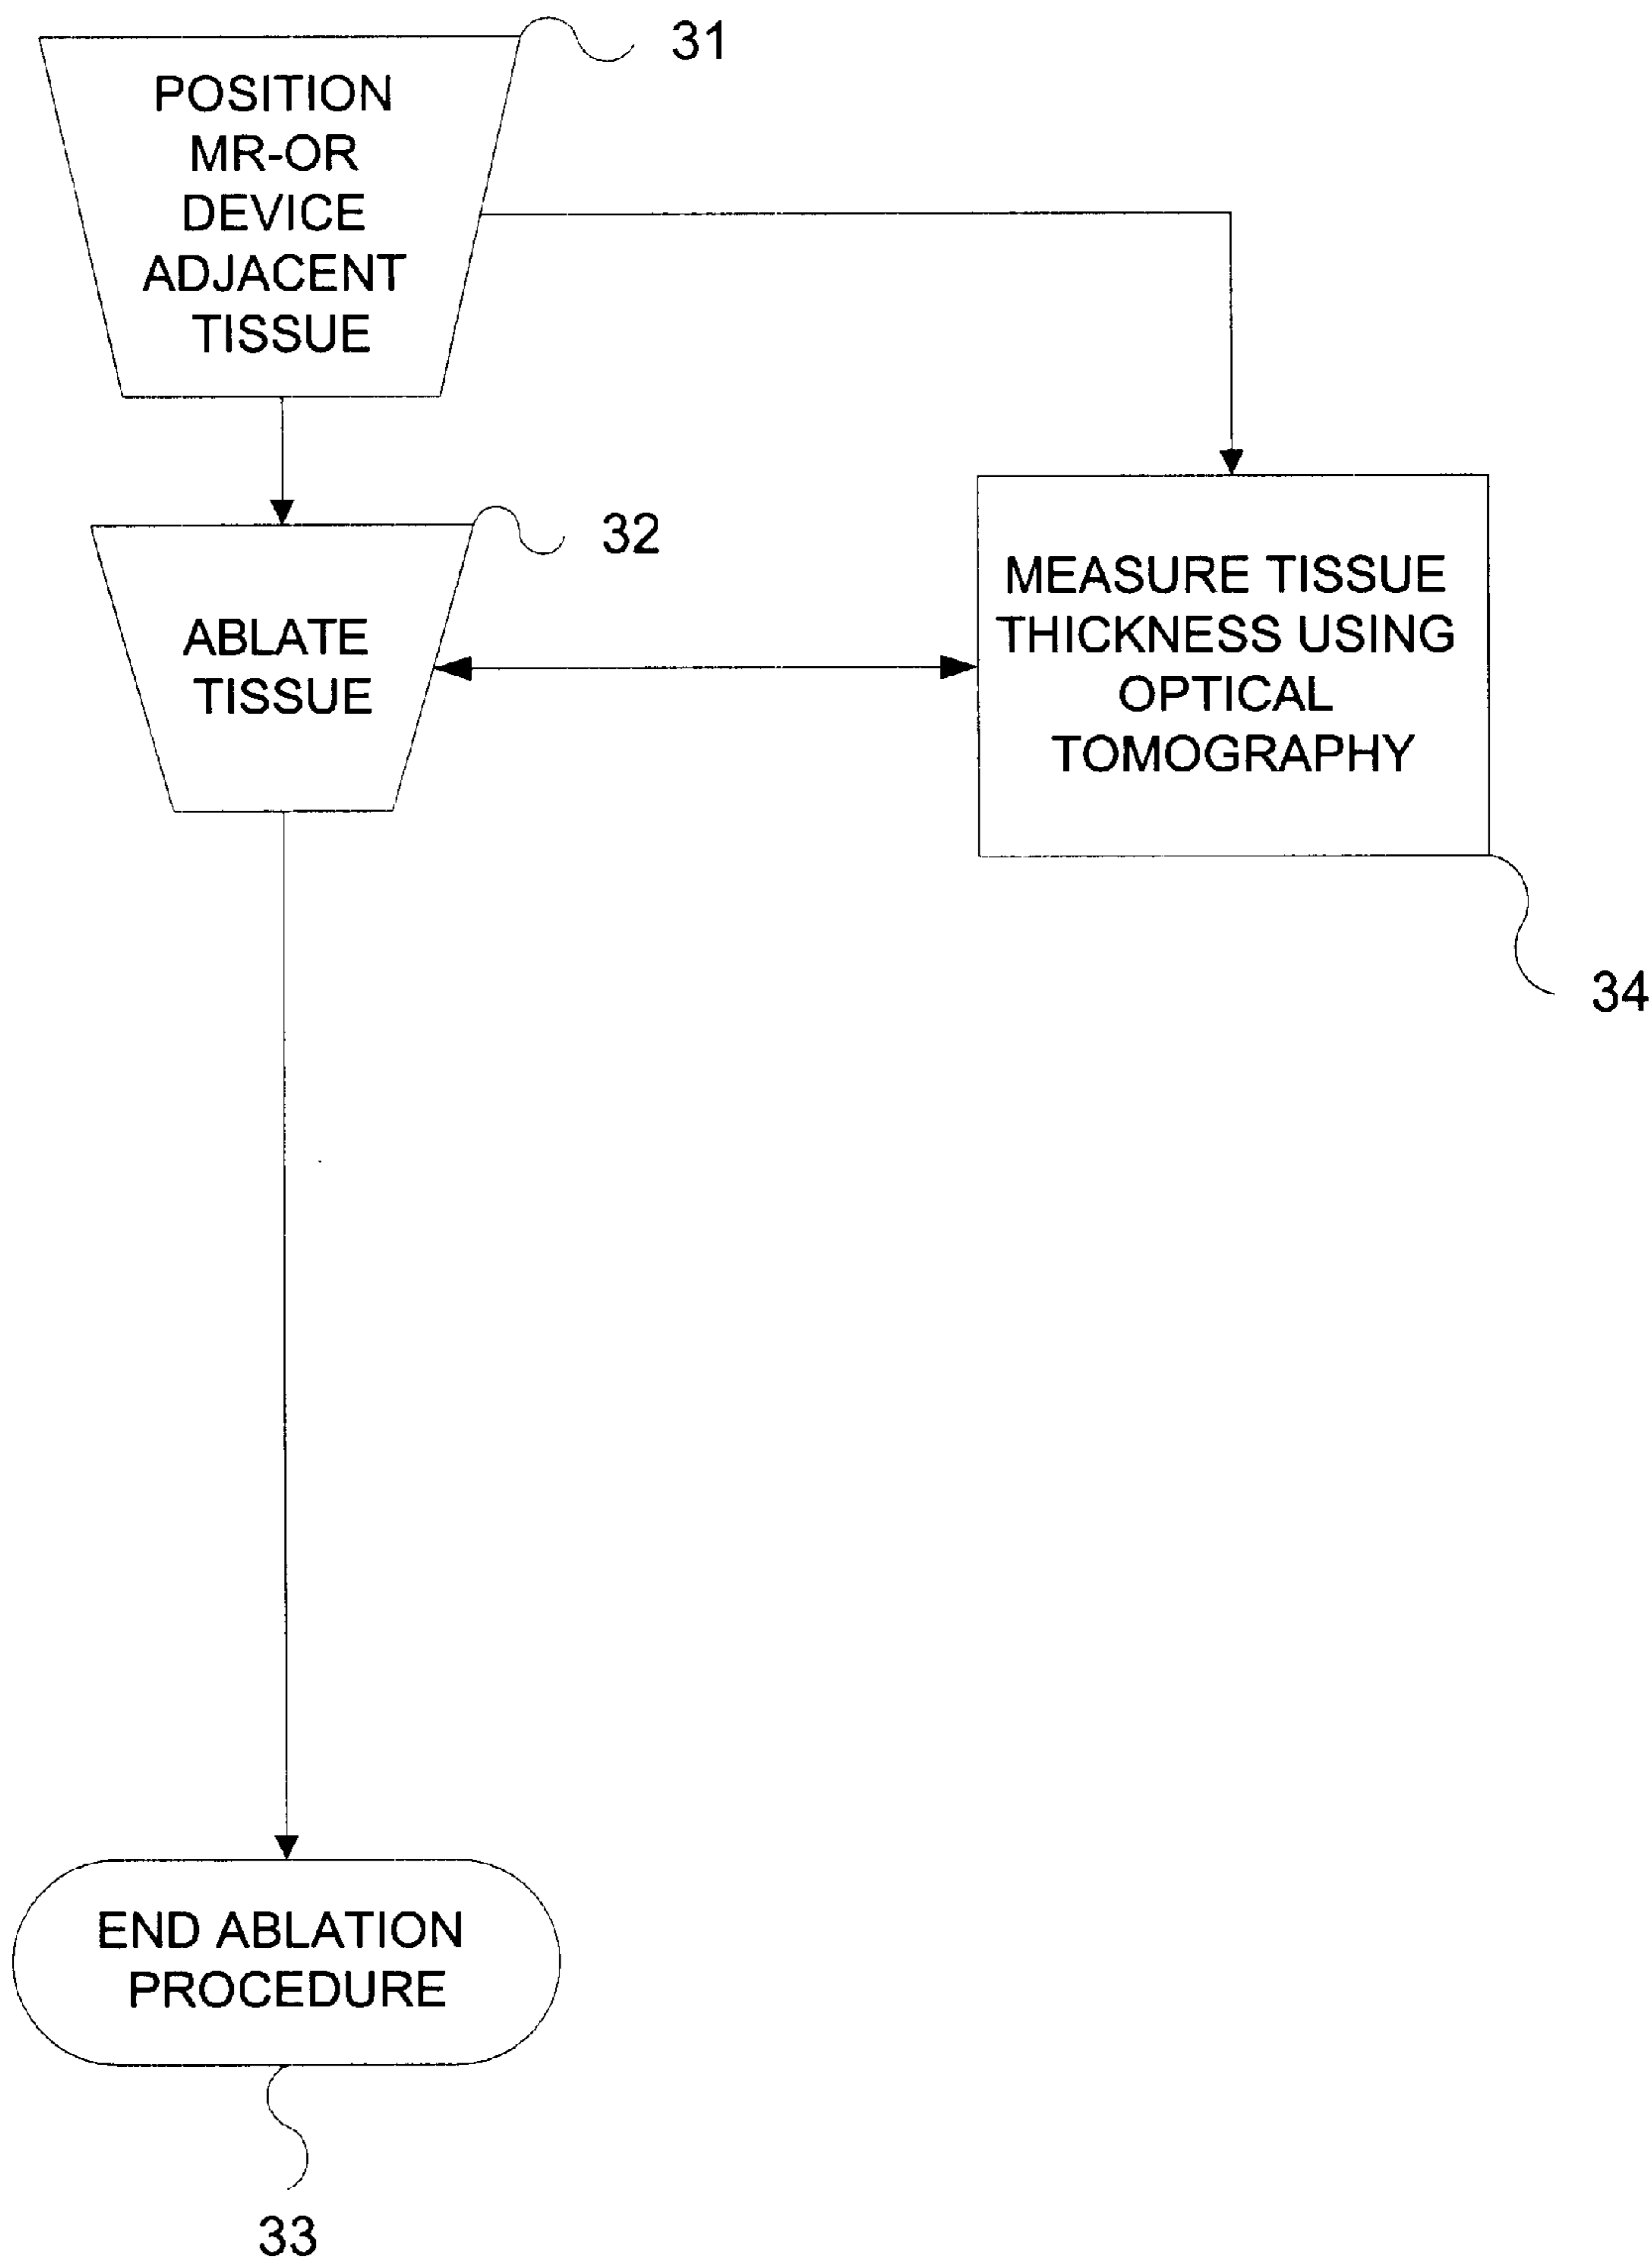 31
POSITION
MR-OR
DEVICE
ADJACENT
TISSUE
32
ABLATE
TISSUE
MEASURE TISSUE
THICKNESS USING
OPTICAL
TOMOGRAPHY
34
END ABLATION
PROCEDURE
33